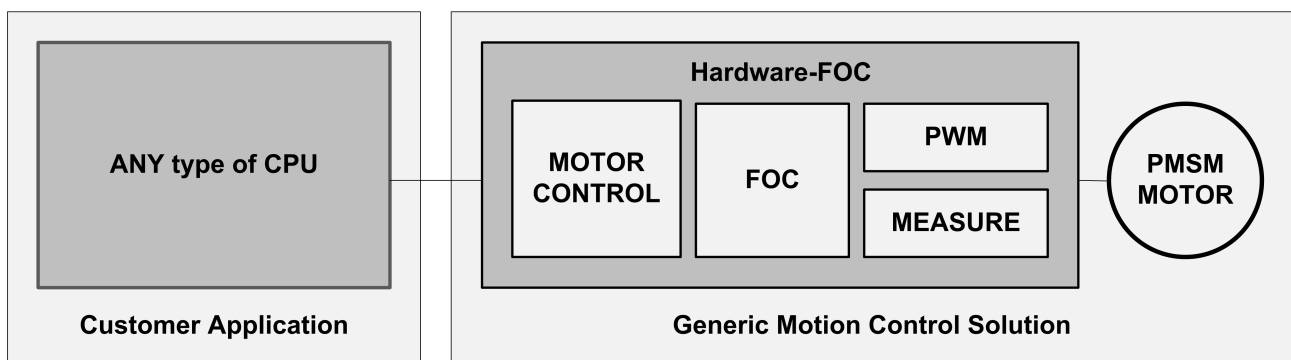 Hardware-FOC
ANY type of CPU
MOTOR
CONTROL
FOC
PWM
MEASURE
PMSM
MOTOR
Customer Application
Generic Motion Control Solution